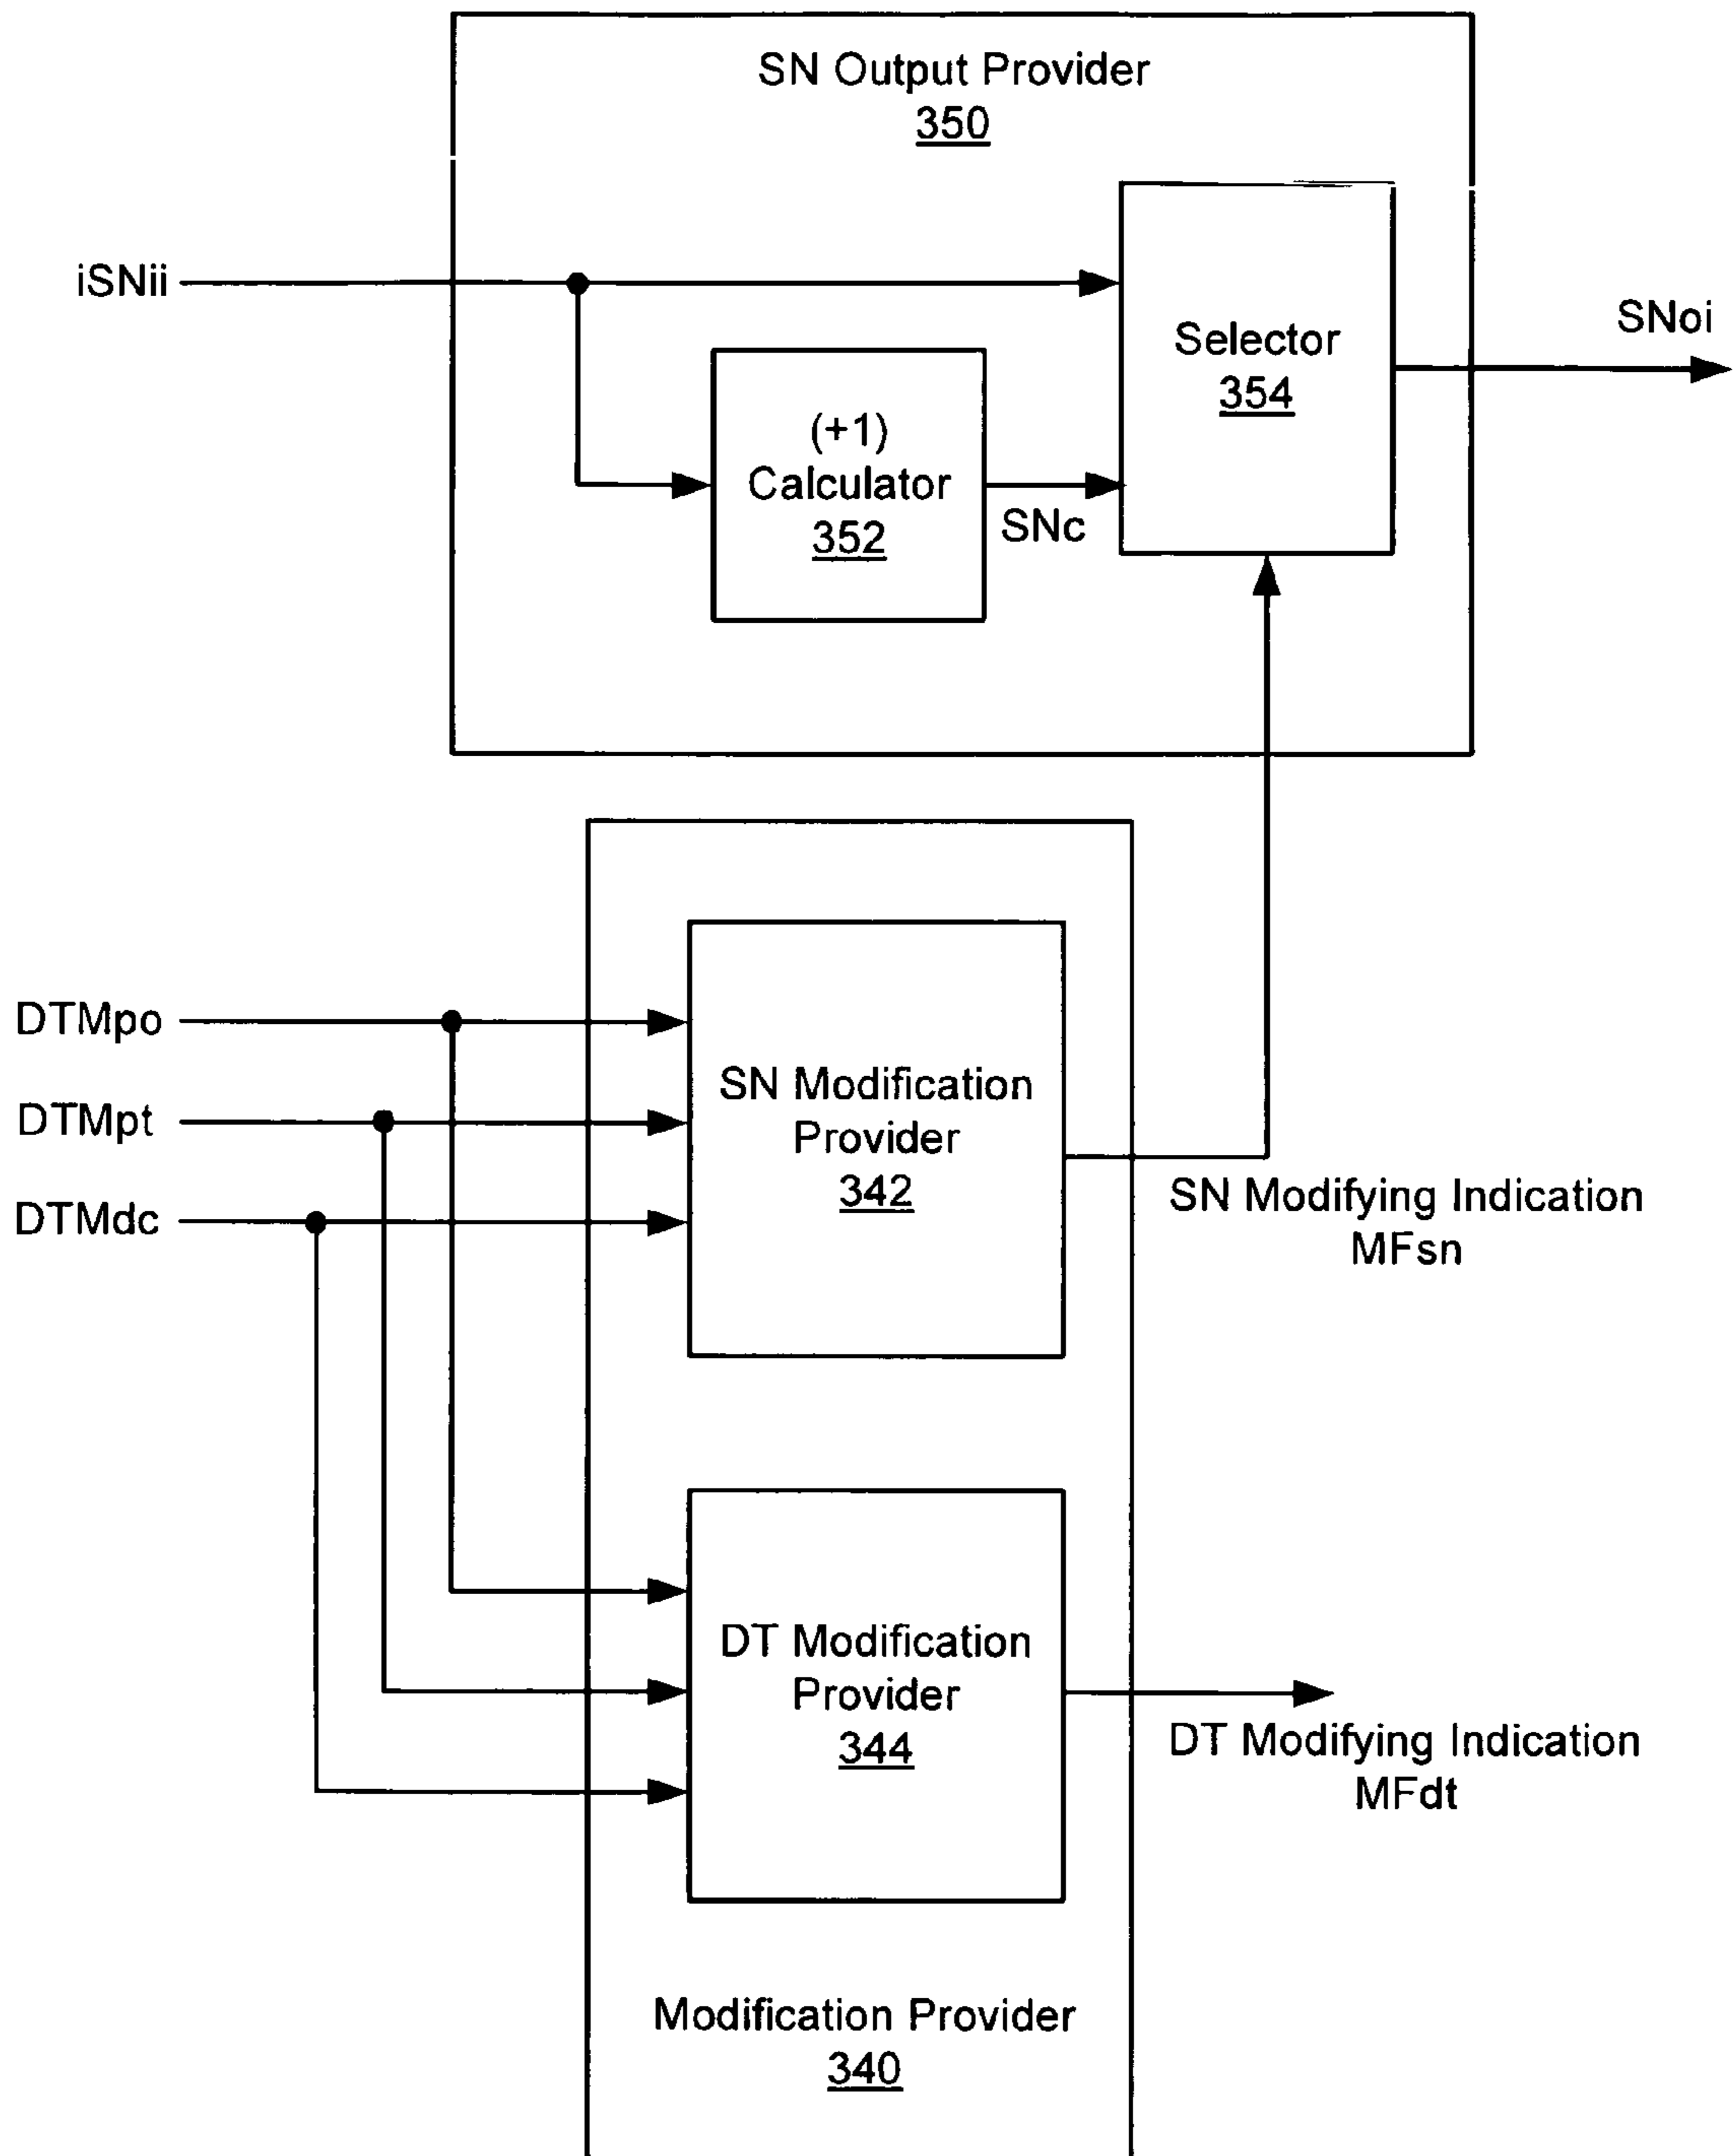 SN Output Provider
350
iSNii
Selector
354
SNoi
(+1)
Calculator
352
SNc
DTMpo
DTMpt
DTMdc
SN Modification
Provider
342
SN Modifying Indication
MFsn
DT Modification
Provider
344
DT Modifying Indication
MFdt
Modification Provider
340